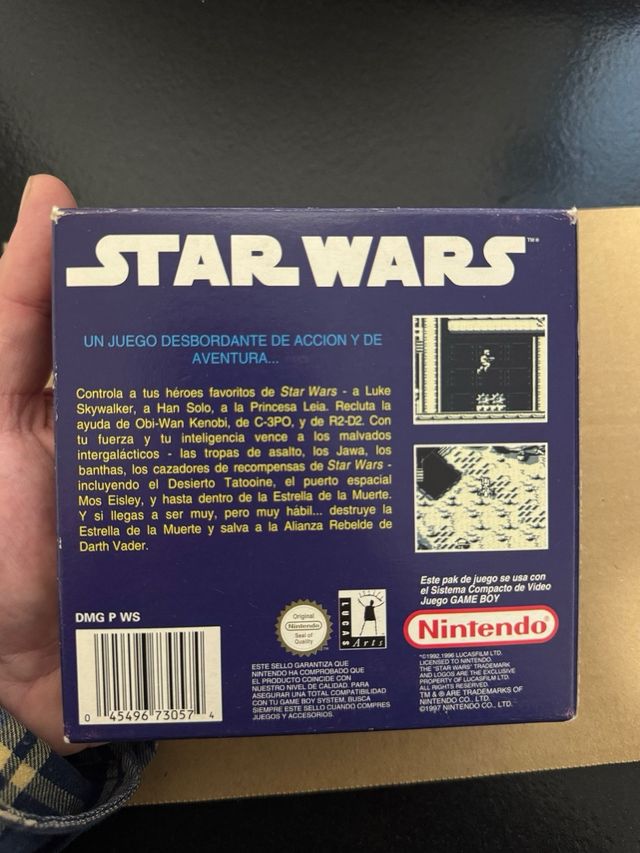 STAR WARS™
UN JUEGO DESBORDANTE DE ACCION Y DE
AVENTURA...
Controla a tus héroes favoritos de Star Wars - a Luke
Skywalker, a Han Solo, a la Princesa Leia. Recluta la
ayuda de Obi-Wan Kenobi, de C-3PO, y de R2-D2. Con
tu fuerza y tu inteligencia vence a los malvados
intergalácticos - las tropas de asalto, los Jawa, los
banthas, los cazadores de recompensas de Star Wars -
incluyendo el Desierto Tatooine, el puerto espacial
Mos Eisley, y hasta dentro de la Estrella de la Muerte.
Y si llegas a ser muy, pero muy hábil... destruye la
Estrella de la Muerte y salva a la Alianza Rebelde de
Darth Vader.
Este pak de juego se usa con
el Sistema Compacto de Video
Juego GAME BOY
DMG P WS
0 45496 73057 4
Original
Nintendo
Seal of
Quality
LUCAS
Arts
Nintendo®
ESTE SELLO GARANTIZA QUE
NINTENDO HA COMPROBADO QUE
EL PRODUCTO COINCIDE CON
NUESTRO NIVEL DE CALIDAD. PARA
ASEGURAR UNA TOTAL COMPATIBILIDAD
CON TU GAME BOY SYSTEM, BUSCA
SIEMPRE ESTE SELLO CUANDO COMPRES
JUEGOS Y ACCESORIOS.
©1992, 1996 LUCASFILM LTD.
LICENSED TO NINTENDO.
THE "STAR WARS" TRADEMARK
AND LOGOS ARE THE EXCLUSIVE
PROPERTY OF LUCASFILM LTD.
ALL RIGHTS RESERVED.
TM & ® ARE TRADEMARKS OF
NINTENDO CO., LTD.
©1997 NINTENDO CO., LTD.